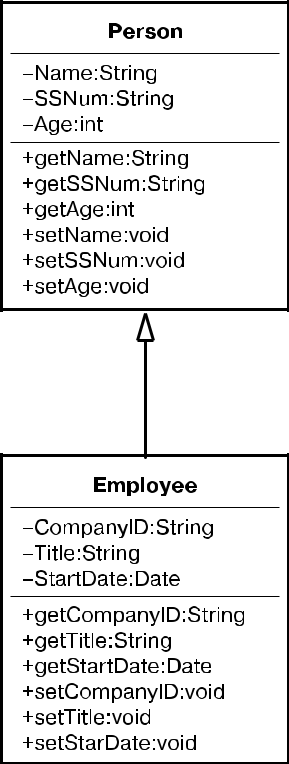 Person
–Name:String
–SSNum:String
–Age:int
+getName:String
+getSSNum:String
+getAge:int
+setName:void
+setSSNum:void
+setAge:void
Employee
–CompanyID:String
–Title:String
–StartDate:Date
+getCompanyID:String
+getTitle:String
+getStartDate:Date
+setCompanyID:void
+setTitle:void
+setStarDate:void